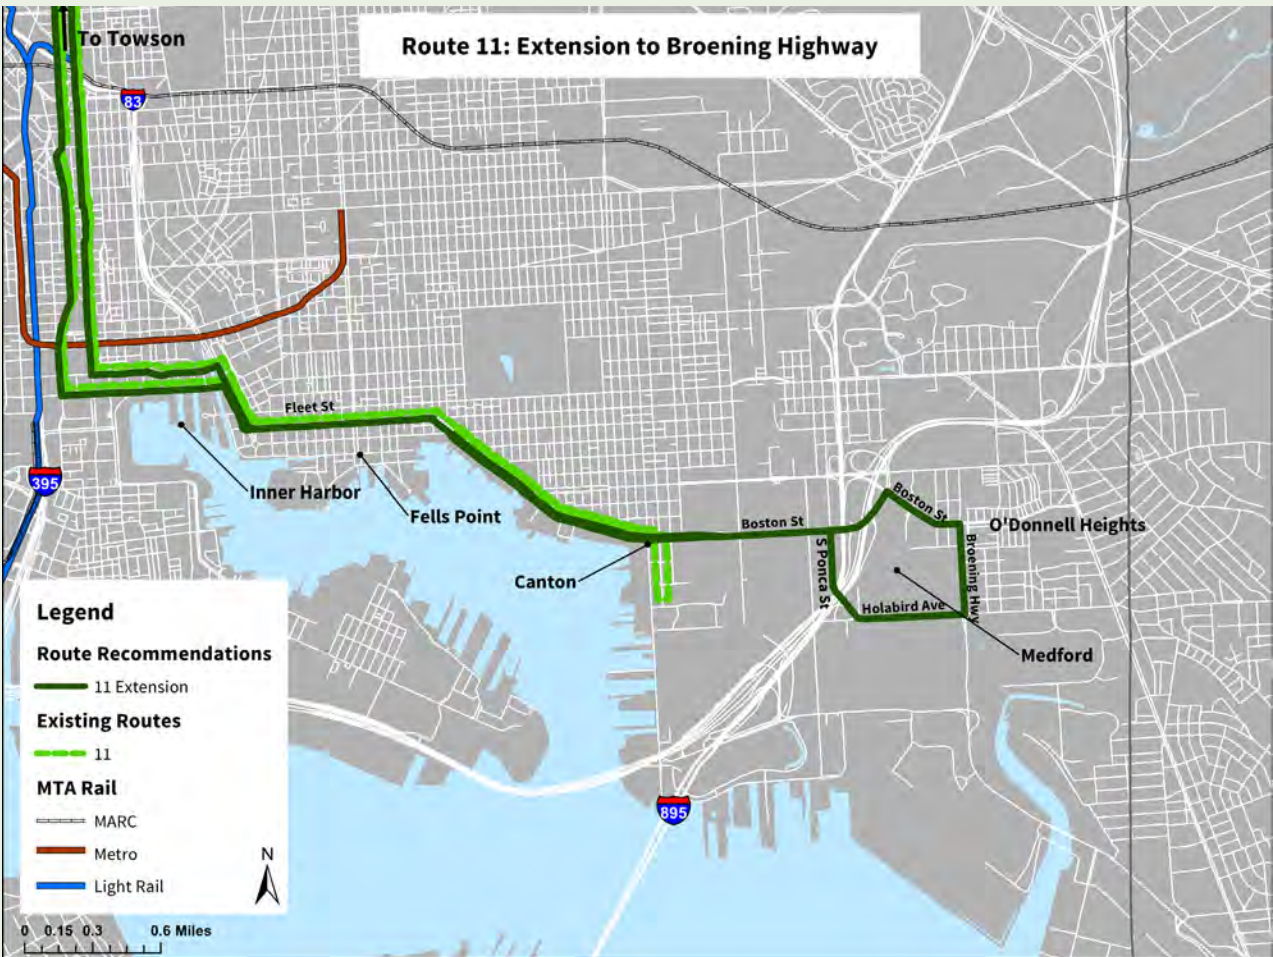 Route 11: Extension to Broening Highway
To Towson
83
Fleet St
395
Inner Harbor
Fells Point
Boston St
Boston St
O'Donnell Heights
S Ponca St
Broening Hwy
Canton
Holabird Ave
Medford
895
Legend
Route Recommendations
11 Extension
Existing Routes
11
MTA Rail
MARC
Metro
Light Rail
N
0 0.15 0.3 0.6 Miles